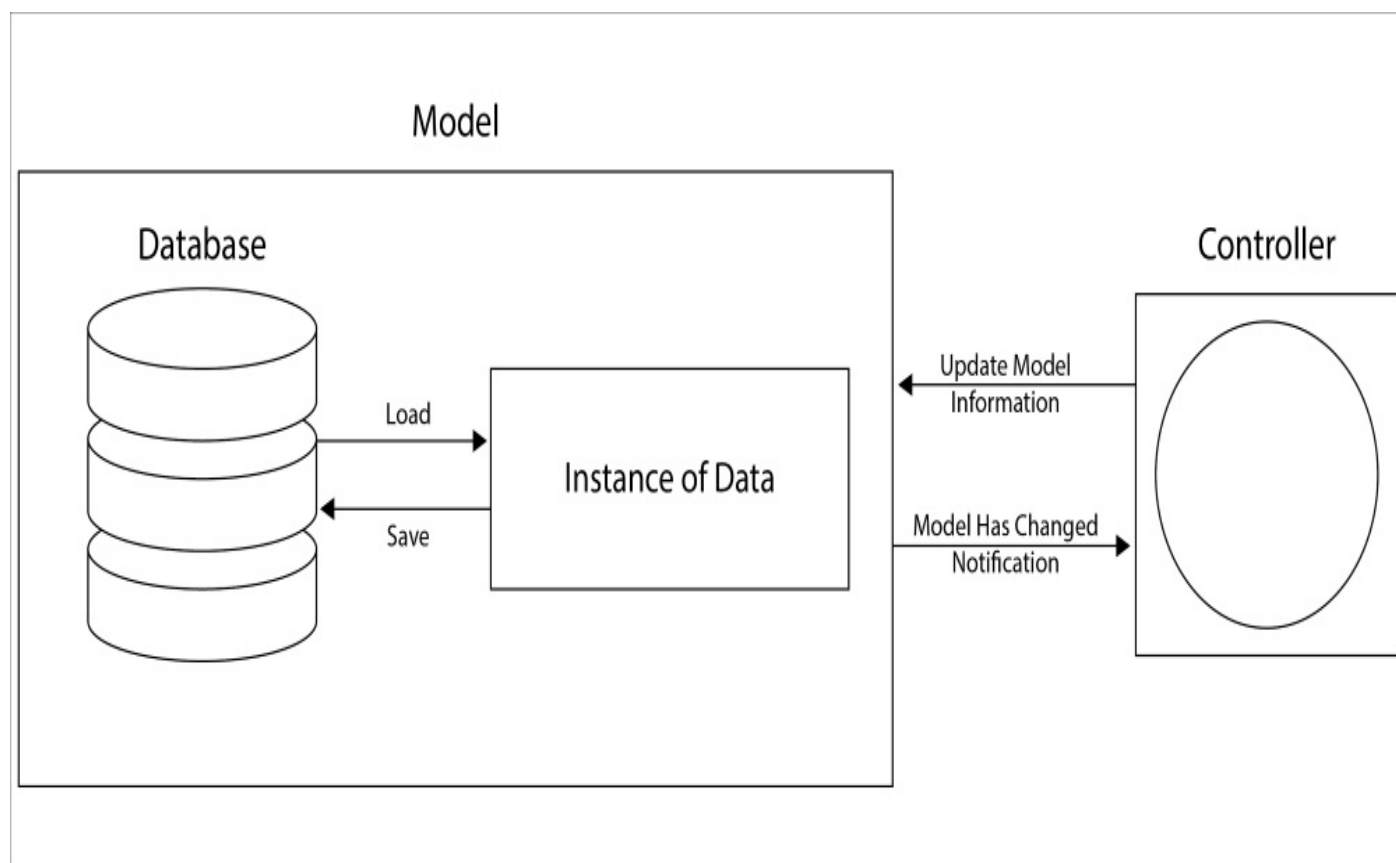 Model
Database
Controller
Load
Save
Instance of Data
Update Model
Information
Model Has Changed
Notification